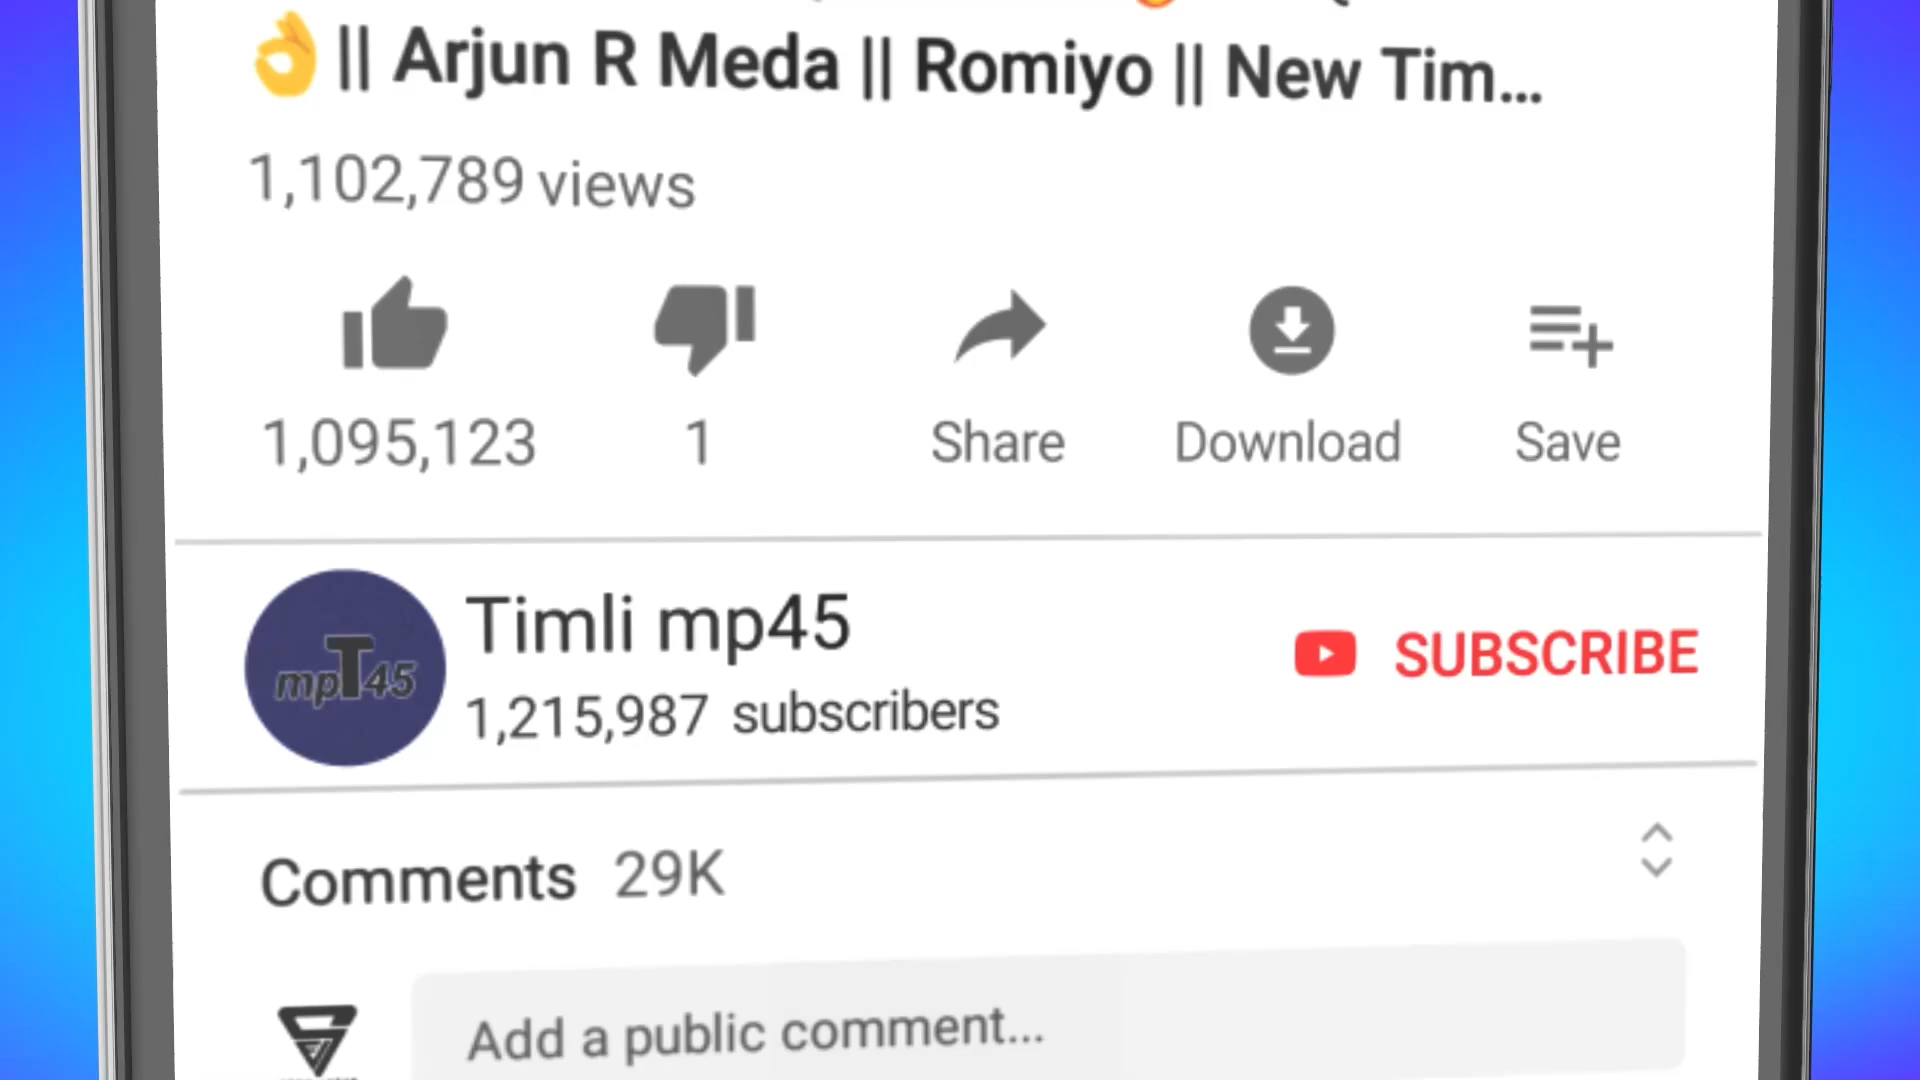 👌 || Arjun R Meda || Romiyo || New Tim...
1,102,789 views
1,095,123
1
Share
Download
Save
mpT45
Timli mp45
1,215,987 subscribers
SUBSCRIBE
Comments 29K
Add a public comment...